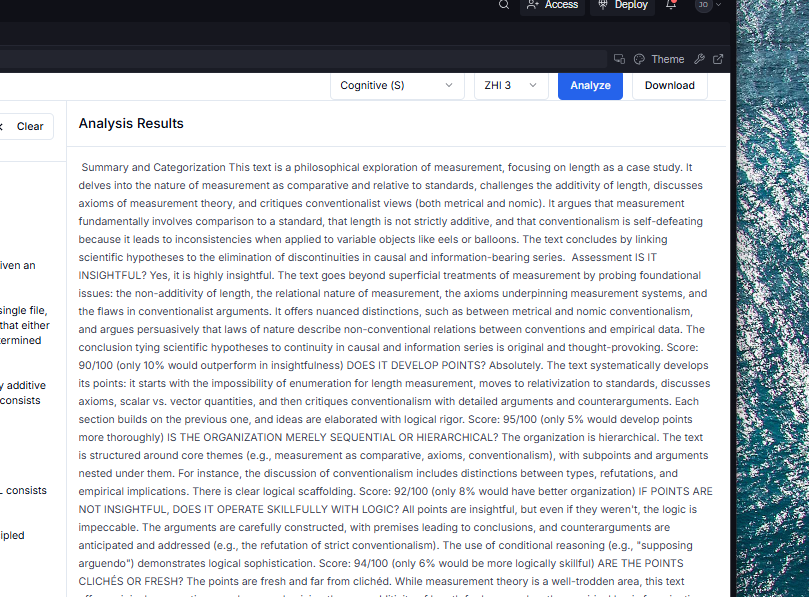 Access
Deploy
JO
Theme
Cognitive (S)
ZHI 3
Analyze
Download
Clear
Analysis Results
iven an
single file,
that either
ermined
y additive
consists
L consists
ipled
Summary and Categorization This text is a philosophical exploration of measurement, focusing on length as a case study. It
delves into the nature of measurement as comparative and relative to standards, challenges the additivity of length, discusses
axioms of measurement theory, and critiques conventionalist views (both metrical and nomic). It argues that measurement
fundamentally involves comparison to a standard, that length is not strictly additive, and that conventionalism is self-defeating
because it leads to inconsistencies when applied to variable objects like eels or balloons. The text concludes by linking
scientific hypotheses to the elimination of discontinuities in causal and information-bearing series. Assessment IS IT
INSIGHTFUL? Yes, it is highly insightful. The text goes beyond superficial treatments of measurement by probing foundational
issues: the non-additivity of length, the relational nature of measurement, the axioms underpinning measurement systems, and
the flaws in conventionalist arguments. It offers nuanced distinctions, such as between metrical and nomic conventionalism,
and argues persuasively that laws of nature describe non-conventional relations between conventions and empirical data. The
conclusion tying scientific hypotheses to continuity in causal and information series is original and thought-provoking. Score:
90/100 (only 10% would outperform in insightfulness) DOES IT DEVELOP POINTS? Absolutely. The text systematically develops
its points: it starts with the impossibility of enumeration for length measurement, moves to relativization to standards, discusses
axioms, scalar vs. vector quantities, and then critiques conventionalism with detailed arguments and counterarguments. Each
section builds on the previous one, and ideas are elaborated with logical rigor. Score: 95/100 (only 5% would develop points
more thoroughly) IS THE ORGANIZATION MERELY SEQUENTIAL OR HIERARCHICAL? The organization is hierarchical. The text
is structured around core themes (e.g., measurement as comparative, axioms, conventionalism), with subpoints and arguments
nested under them. For instance, the discussion of conventionalism includes distinctions between types, refutations, and
empirical implications. There is clear logical scaffolding. Score: 92/100 (only 8% would have better organization) IF POINTS ARE
NOT INSIGHTFUL, DOES IT OPERATE SKILLFULLY WITH LOGIC? All points are insightful, but even if they weren't, the logic is
impeccable. The arguments are carefully constructed, with premises leading to conclusions, and counterarguments are
anticipated and addressed (e.g., the refutation of strict conventionalism). The use of conditional reasoning (e.g., "supposing
arguendo") demonstrates logical sophistication. Score: 94/100 (only 6% would be more logically skillful) ARE THE POINTS
CLICHÉS OR FRESH? The points are fresh and far from clichéd. While measurement theory is a well-trodden area, this text